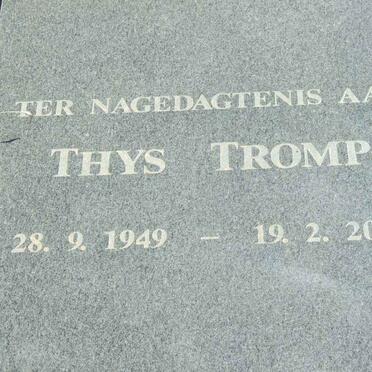 TER NAGEDAGTENIS
THYS TROMP
28. 9. 1949 – 19. 2.